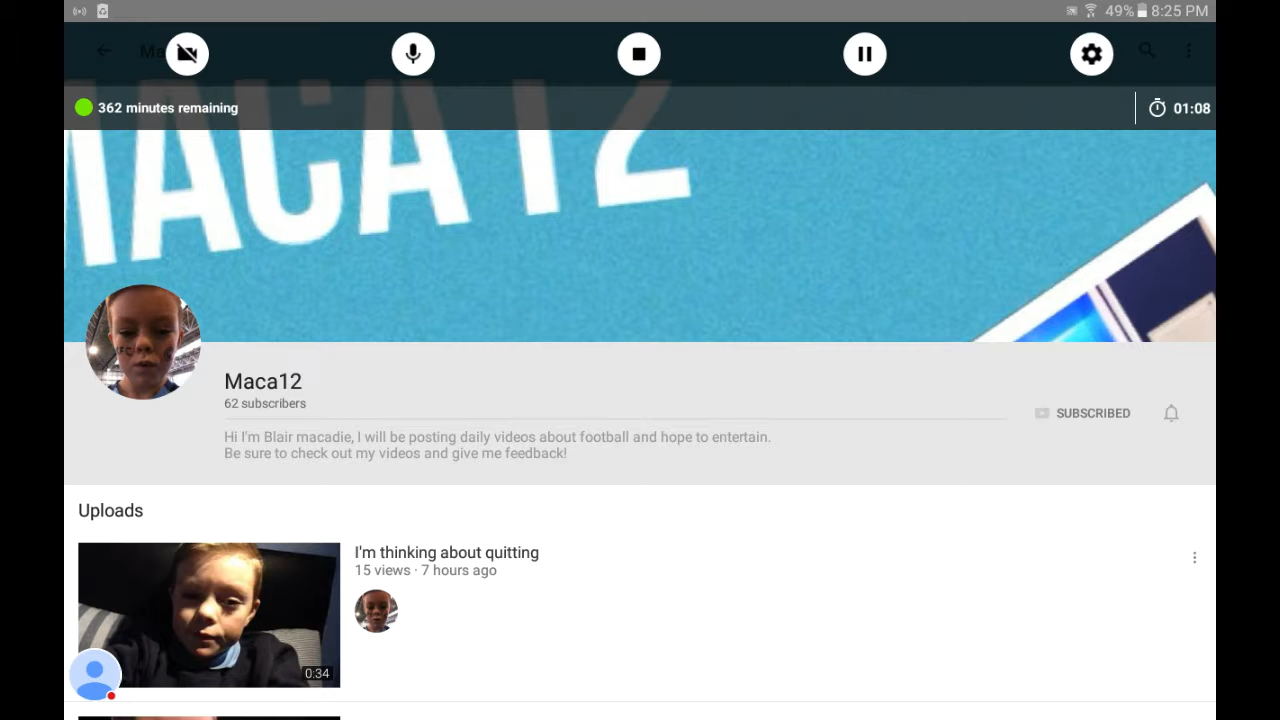 49% 8:25 PM
362 minutes remaining
01:08
MACA12
Maca12
62 subscribers
SUBSCRIBED
Hi I'm Blair macadie, I will be posting daily videos about football and hope to entertain.
Be sure to check out my videos and give me feedback!
Uploads
I'm thinking about quitting
15 views · 7 hours ago
0:34